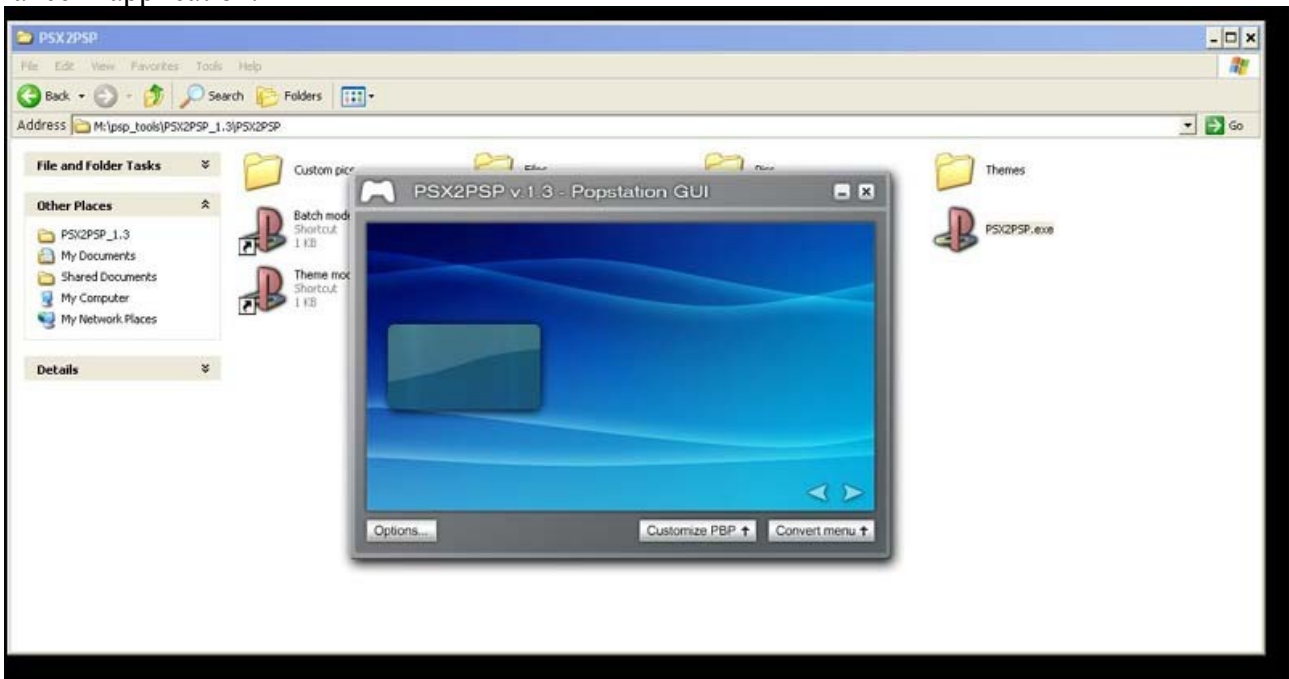 PSX2PSP
File Edit View Favorites Tools Help
Back Search Folders
Address M:\psp_tools\PSX2PSP_1.3\PSX2PSP Go
File and Folder Tasks
Other Places
PSX2PSP_1.3
My Documents
Shared Documents
My Computer
My Network Places
Details
Custom pics
Themes
Batch mode
Shortcut
1 KB
PSX2PSP.exe
Theme mod
Shortcut
1 KB
PSX2PSP v.1.3 - Popstation GUI
Options...
Customize PBP
Convert menu